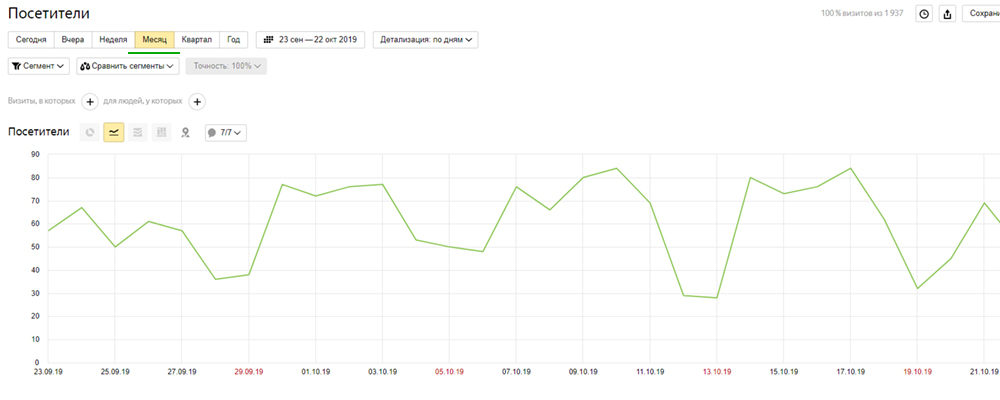 Посетители
100 % визитов из 1 937
Сегодня Вчера Неделя Месяц Квартал Год 23 сен — 22 окт 2019 Детализация: по дням
Сегмент Сравнить сегменты Точность: 100%
Визиты, в которых + для людей, у которых +
Посетители 7/7
90
80
70
60
50
40
30
20
10
0
23.09.19 25.09.19 27.09.19 29.09.19 01.10.19 03.10.19 05.10.19 07.10.19 09.10.19 11.10.19 13.10.19 15.10.19 17.10.19 19.10.19 21.10.19